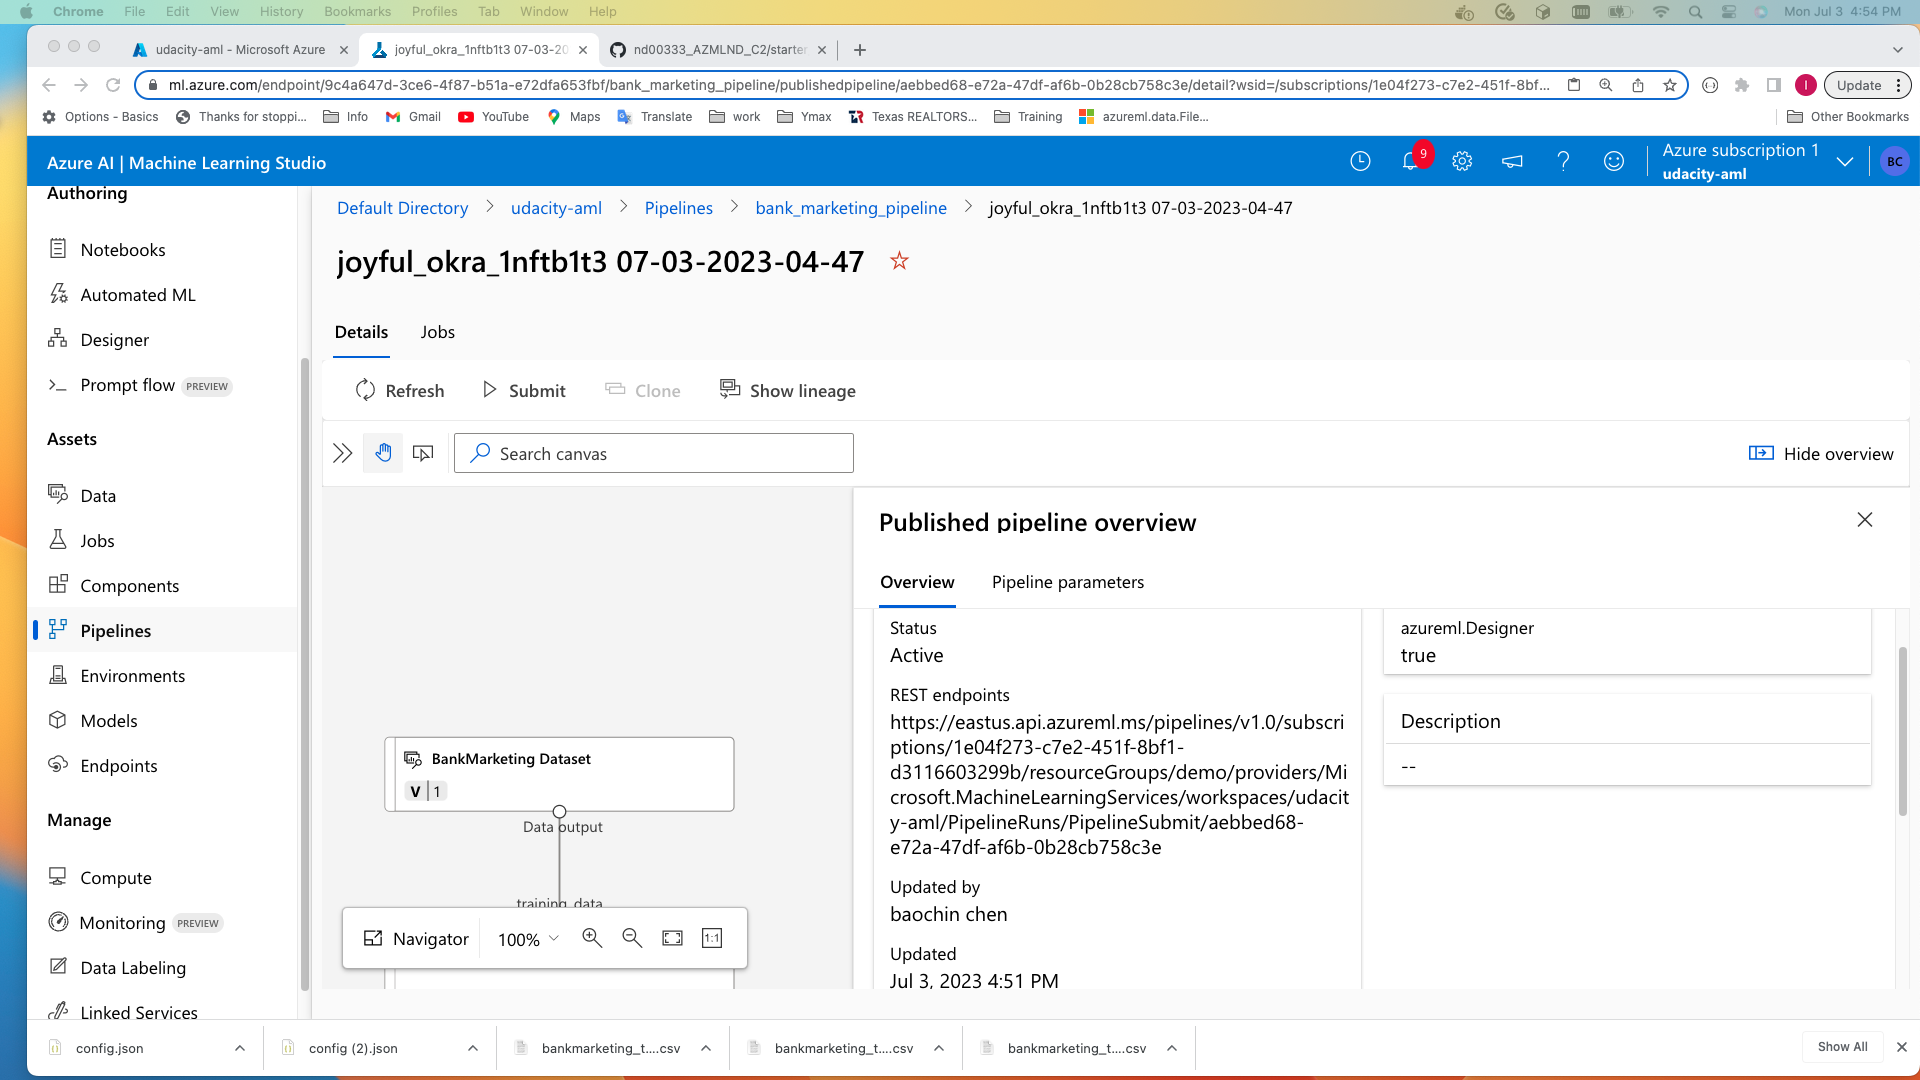 Chrome File Edit View History Bookmarks Profiles Tab Window Help Mon Jul 3 4:54 PM
udacity-aml - Microsoft Azure joyful_okra_1nftb1t3 07-03-20 nd00333_AZMLND_C2/starter
ml.azure.com/endpoint/9c4a647d-3ce6-4f87-b51a-e72dfa653fbf/bank_marketing_pipeline/publishedpipeline/aebbed68-e72a-47df-af6b-0b28cb758c3e/detail?wsid=/subscriptions/1e04f273-c7e2-451f-8bf... I Update
Options - Basics Thanks for stoppi... Info Gmail YouTube Maps Translate work Ymax Texas REALTORS... Training azureml.data.File... Other Bookmarks
Azure AI | Machine Learning Studio 9 Azure subscription 1
udacity-aml BC
Authoring
Notebooks
Automated ML
Designer
Prompt flow PREVIEW
Assets
Data
Jobs
Components
Pipelines
Environments
Models
Endpoints
Manage
Compute
Monitoring PREVIEW
Data Labeling
Linked Services
Default Directory > udacity-aml > Pipelines > bank_marketing_pipeline > joyful_okra_1nftb1t3 07-03-2023-04-47
joyful_okra_1nftb1t3 07-03-2023-04-47
Details Jobs
Refresh Submit Clone Show lineage
Search canvas Hide overview
BankMarketing Dataset
V 1
Data output
training_data
Navigator 100% 1:1
Published pipeline overview
Overview Pipeline parameters
Status
Active
REST endpoints
https://eastus.api.azureml.ms/pipelines/v1.0/subscri
ptions/1e04f273-c7e2-451f-8bf1-
d3116603299b/resourceGroups/demo/providers/Mi
crosoft.MachineLearningServices/workspaces/udacit
y-aml/PipelineRuns/PipelineSubmit/aebbed68-
e72a-47df-af6b-0b28cb758c3e
Updated by
baochin chen
Updated
Jul 3, 2023 4:51 PM
azureml.Designer
true
Description
--
config.json config (2).json bankmarketing_t....csv bankmarketing_t....csv bankmarketing_t....csv Show All